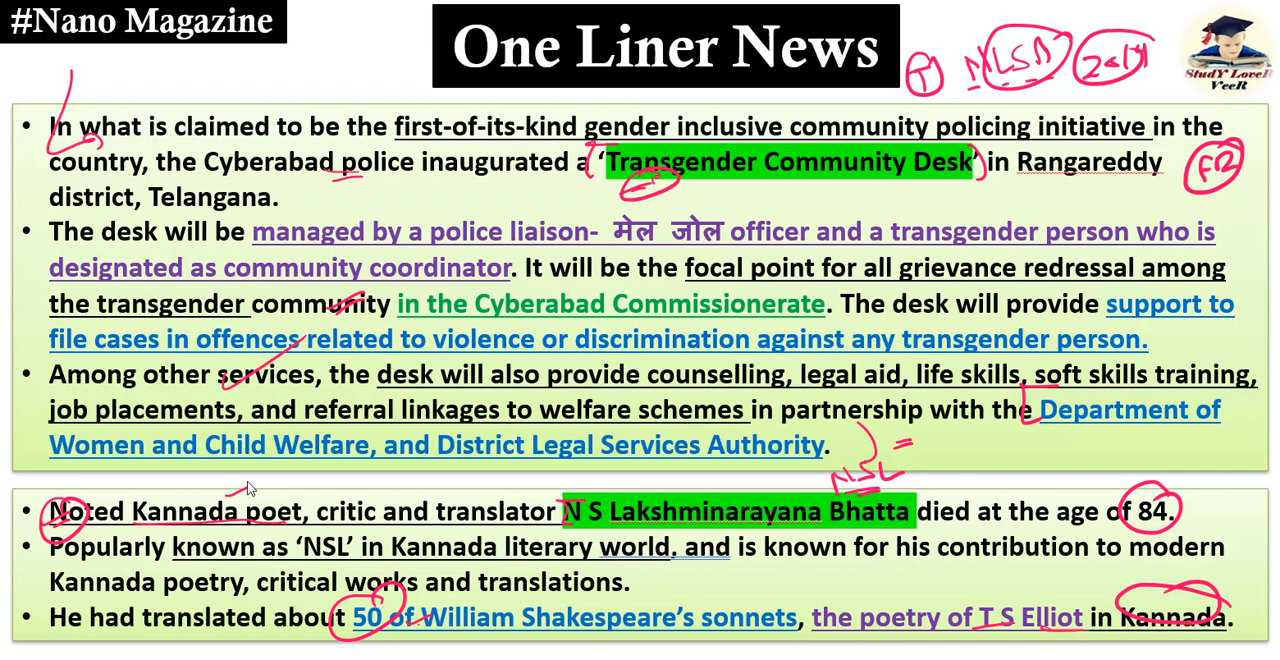 #Nano Magazine
One Liner News
T NLSA 2014
StudY LoveR
VeeR
• In what is claimed to be the first-of-its-kind gender inclusive community policing initiative in the
country, the Cyberabad police inaugurated a ‘Transgender Community Desk’ in Rangareddy
district, Telangana.
• The desk will be managed by a police liaison- मेल जोल officer and a transgender person who is
designated as community coordinator. It will be the focal point for all grievance redressal among
the transgender community in the Cyberabad Commissionerate. The desk will provide support to
file cases in offences related to violence or discrimination against any transgender person.
• Among other services, the desk will also provide counselling, legal aid, life skills, soft skills training,
job placements, and referral linkages to welfare schemes in partnership with the Department of
Women and Child Welfare, and District Legal Services Authority.
NSL
• Noted Kannada poet, critic and translator N S Lakshminarayana Bhatta died at the age of 84.
• Popularly known as ‘NSL’ in Kannada literary world, and is known for his contribution to modern
Kannada poetry, critical works and translations.
• He had translated about 50 of William Shakespeare’s sonnets, the poetry of T S Elliot in Kannada.